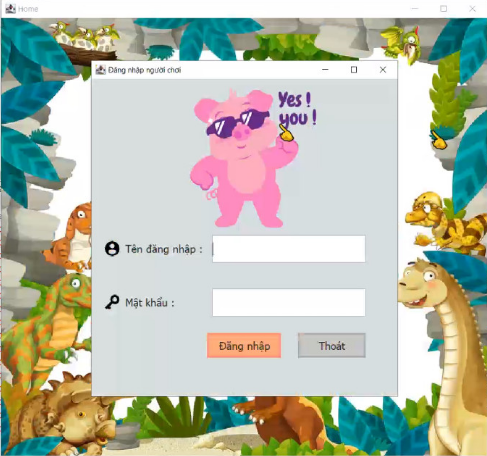 Home
Đăng nhập người chơi
Yes !
you !
Tên đăng nhập :
Mật khẩu :
Đăng nhập
Thoát